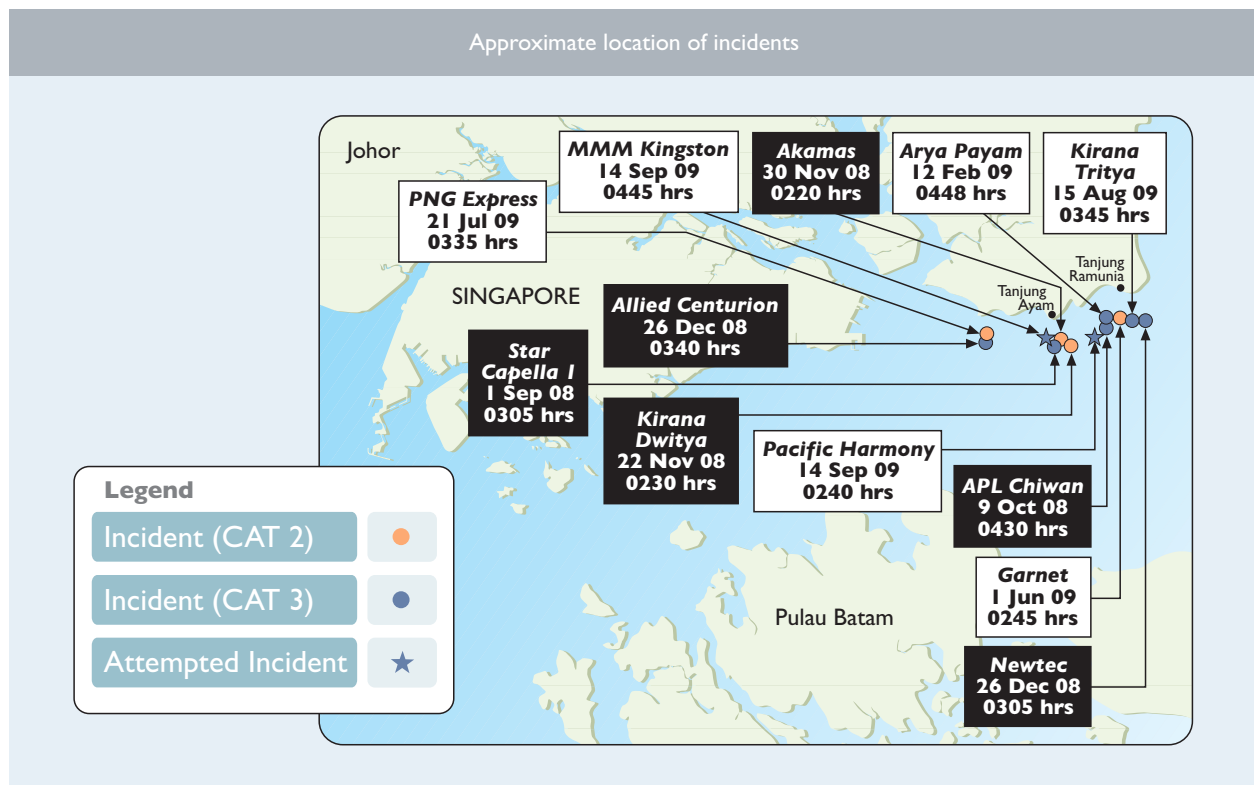 Approximate location of incidents
Johor
MMM Kingston
14 Sep 09
0445 hrs
Akamas
30 Nov 08
0220 hrs
Arya Payam
12 Feb 09
0448 hrs
Kirana
Tritya
15 Aug 09
0345 hrs
PNG Express
21 Jul 09
0335 hrs
Tanjung
Ramunia
Tanjung
Ayam
SINGAPORE
Allied Centurion
26 Dec 08
0340 hrs
Star
Capella 1
1 Sep 08
0305 hrs
Kirana
Dwitya
22 Nov 08
0230 hrs
Pacific Harmony
14 Sep 09
0240 hrs
APL Chiwan
9 Oct 08
0430 hrs
Garnet
1 Jun 09
0245 hrs
Pulau Batam
Newtec
26 Dec 08
0305 hrs
Legend
Incident (CAT 2)
Incident (CAT 3)
Attempted Incident